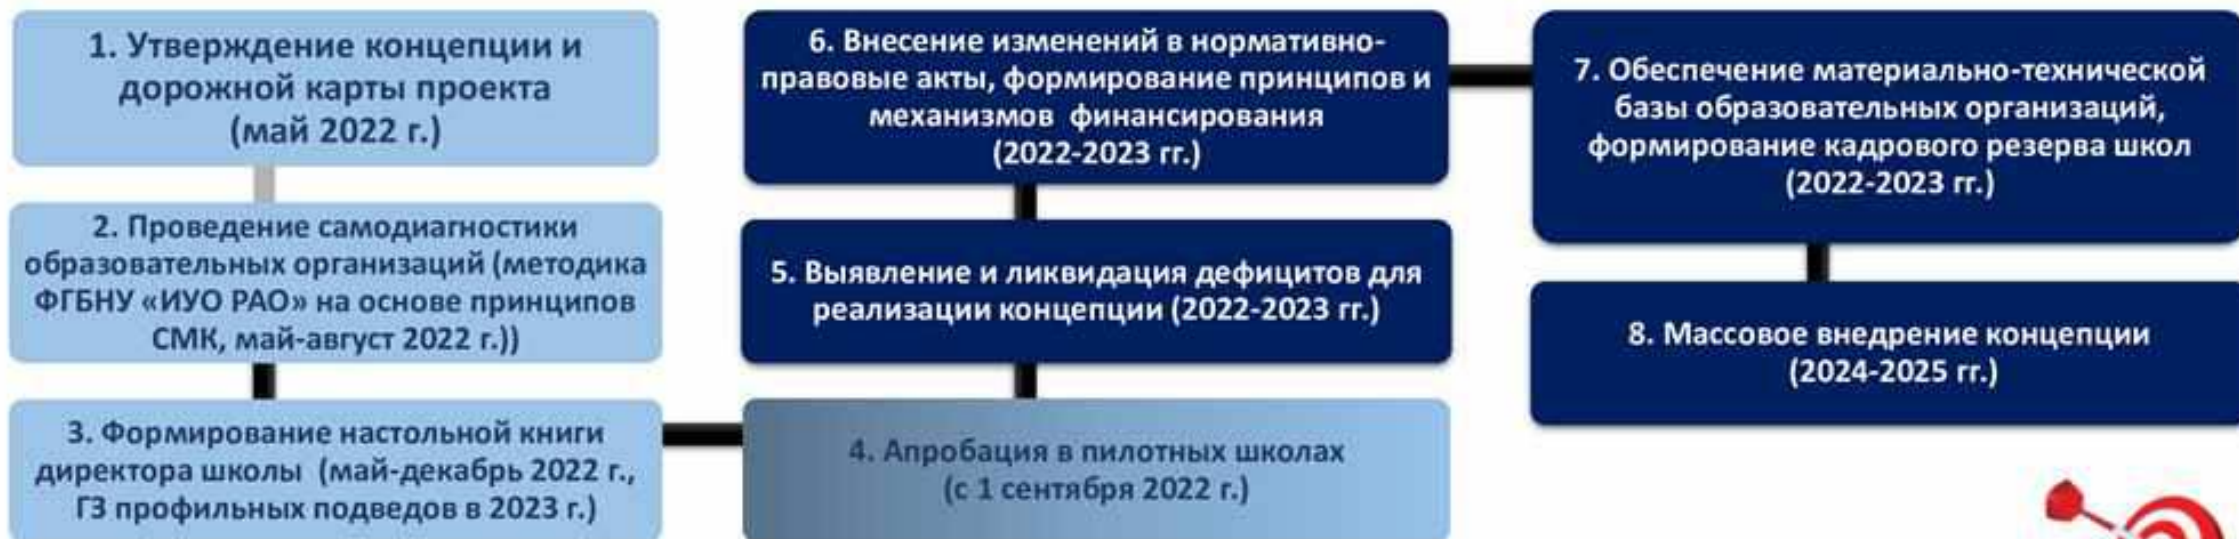 1. Утверждение концепции и
дорожной карты проекта
(май 2022 г.)
2. Проведение самодиагностики
образовательных организаций (методика
ФГБНУ «ИУО РАО» на основе принципов
СМК, май-август 2022 г.))
3. Формирование настольной книги
директора школы (май-декабрь 2022 г.,
ГЗ профильных подведов в 2023 г.)
4. Апробация в пилотных школах
(с 1 сентября 2022 г.)
5. Выявление и ликвидация дефицитов для
реализации концепции (2022-2023 гг.)
6. Внесение изменений в нормативно-
правовые акты, формирование принципов и
механизмов финансирования
(2022-2023 гг.)
7. Обеспечение материально-технической
базы образовательных организаций,
формирование кадрового резерва школ
(2022-2023 гг.)
8. Массовое внедрение концепции
(2024-2025 гг.)